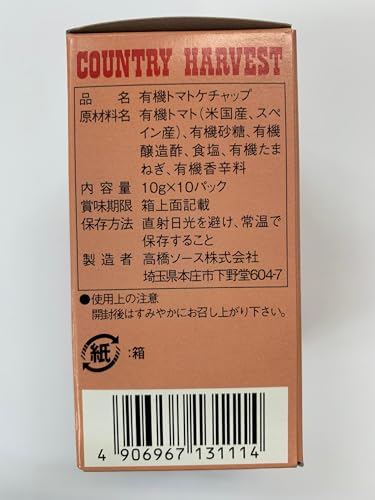 COUNTRY HARVEST
品名 有機トマトケチャップ
原材料名 有機トマト(米国産、スペ
イン産)、有機砂糖、有機
醸造酢、食塩、有機たま
ねぎ、有機香辛料
内容量 10g×10パック
賞味期限 箱上面記載
保存方法 直射日光を避け、常温で
保存すること
製造者 高橋ソース株式会社
埼玉県本庄市下野堂604-7
●使用上の注意
開封後はすみやかにお召し上がり下さい。
紙 :箱
4 906967 131114